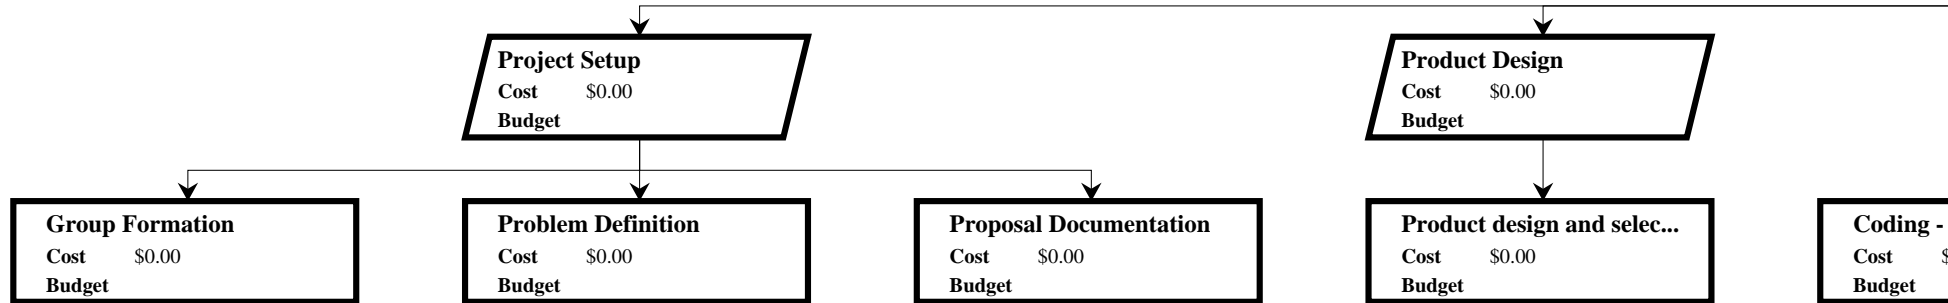 Project Setup
Cost $0.00
Budget
Product Design
Cost $0.00
Budget
Group Formation
Cost $0.00
Budget
Problem Definition
Cost $0.00
Budget
Proposal Documentation
Cost $0.00
Budget
Product design and selec...
Cost $0.00
Budget
Coding -
Cost
Budget